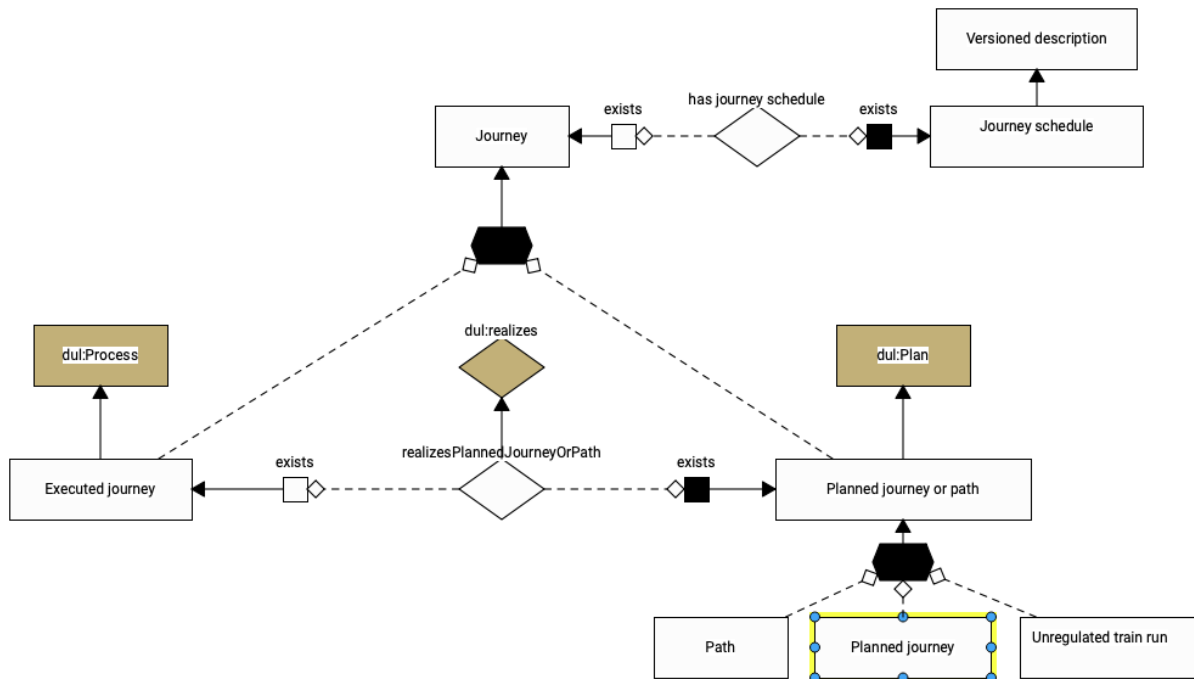 Versioned description
has journey schedule
exists
exists
Journey
Journey schedule
dul:realizes
dul:Process
dul:Plan
realizesPlannedJourneyOrPath
exists
exists
Executed journey
Planned journey or path
Path
Planned journey
Unregulated train run